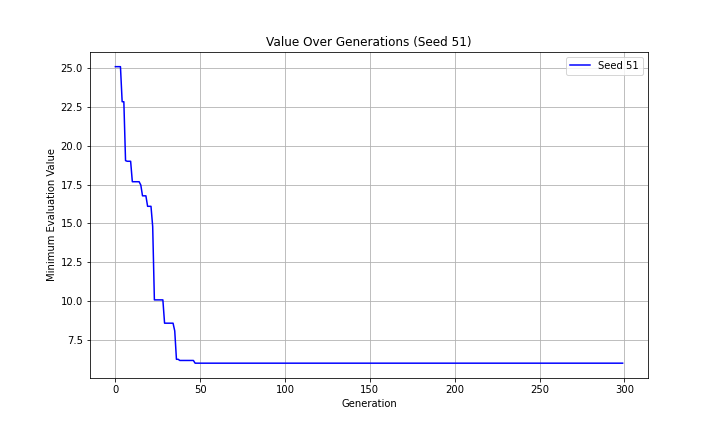 Value Over Generations (Seed 51)
Seed 51
Minimum Evaluation Value
25.0
22.5
20.0
17.5
15.0
12.5
10.0
7.5
0 50 100 150 200 250 300
Generation